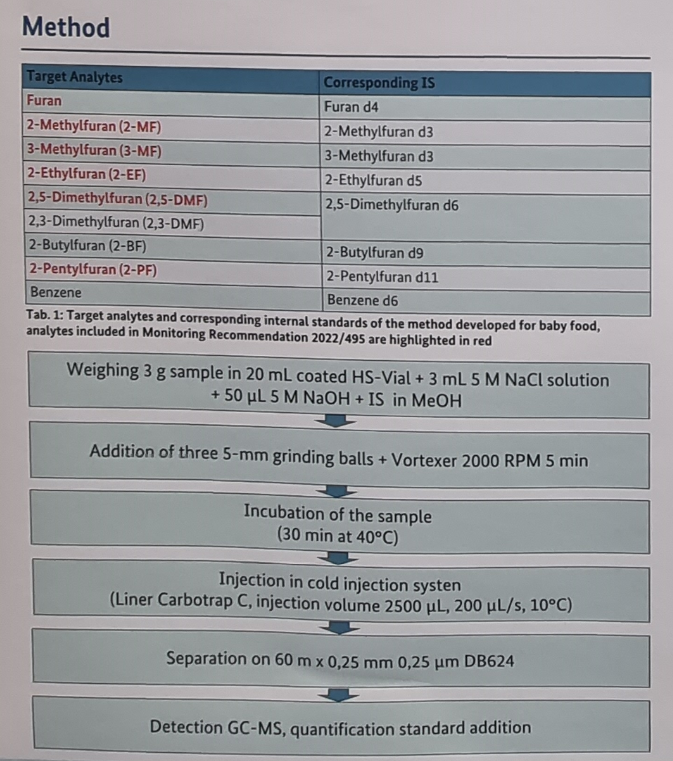 Method
Target Analytes Corresponding IS
Furan Furan d4
2-Methylfuran (2-MF) 2-Methylfuran d3
3-Methylfuran (3-MF) 3-Methylfuran d3
2-Ethylfuran (2-EF) 2-Ethylfuran d5
2,5-Dimethylfuran (2,5-DMF) 2,5-Dimethylfuran d6
2,3-Dimethylfuran (2,3-DMF)
2-Butylfuran (2-BF) 2-Butylfuran d9
2-Pentylfuran (2-PF) 2-Pentylfuran d11
Benzene Benzene d6
Tab. 1: Target analytes and corresponding internal standards of the method developed for baby food,
analytes included in Monitoring Recommendation 2022/495 are highlighted in red
Weighing 3 g sample in 20 mL coated HS-Vial + 3 mL 5 M NaCl solution
+ 50 µL 5 M NaOH + IS in MeOH
Addition of three 5-mm grinding balls + Vortexer 2000 RPM 5 min
Incubation of the sample
(30 min at 40°C)
Injection in cold injection systen
(Liner Carbotrap C, injection volume 2500 µL, 200 µL/s, 10°C)
Separation on 60 m x 0,25 mm 0,25 µm DB624
Detection GC-MS, quantification standard addition